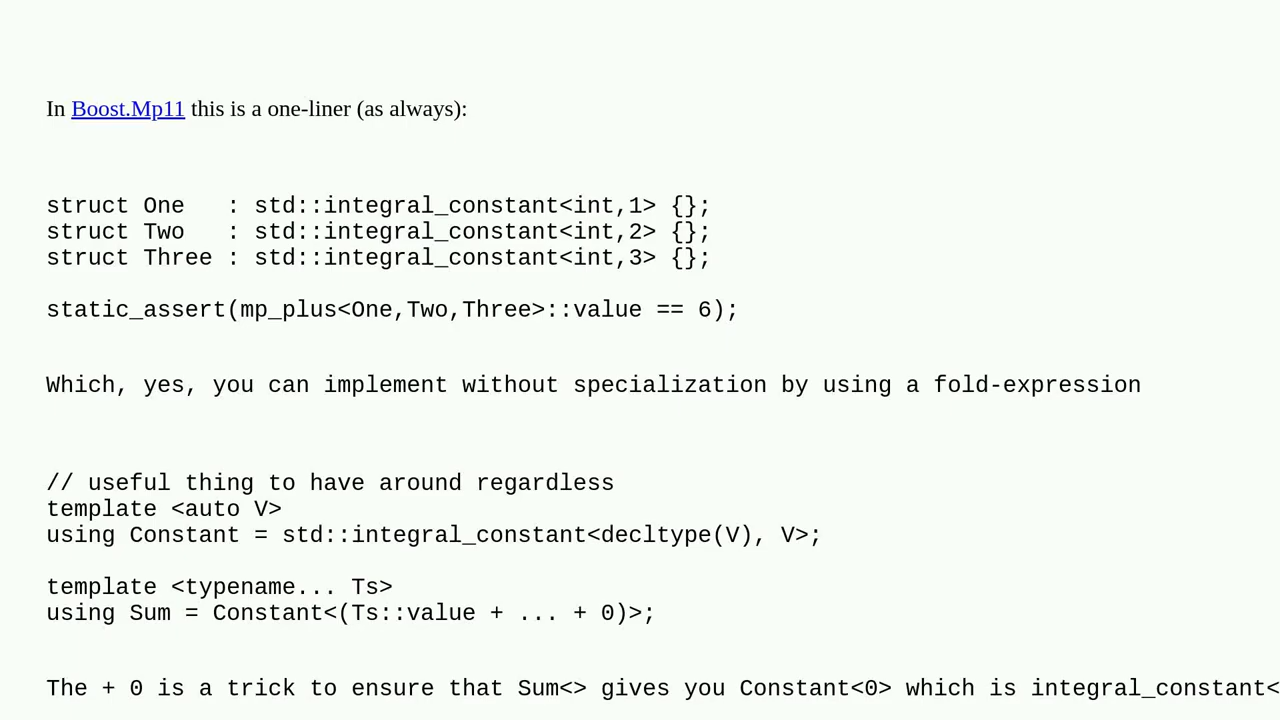 In Boost.Mp11 this is a one-liner (as always):
struct One   : std::integral_constant<int,1> {};
struct Two   : std::integral_constant<int,2> {};
struct Three : std::integral_constant<int,3> {};
static_assert(mp_plus<One,Two,Three>::value == 6);
Which, yes, you can implement without specialization by using a fold-expression
// useful thing to have around regardless
template <auto V>
using Constant = std::integral_constant<decltype(V), V>;
template <typename... Ts>
using Sum = Constant<(Ts::value + ... + 0)>;
The + 0 is a trick to ensure that Sum<> gives you Constant<0> which is integral_constant<